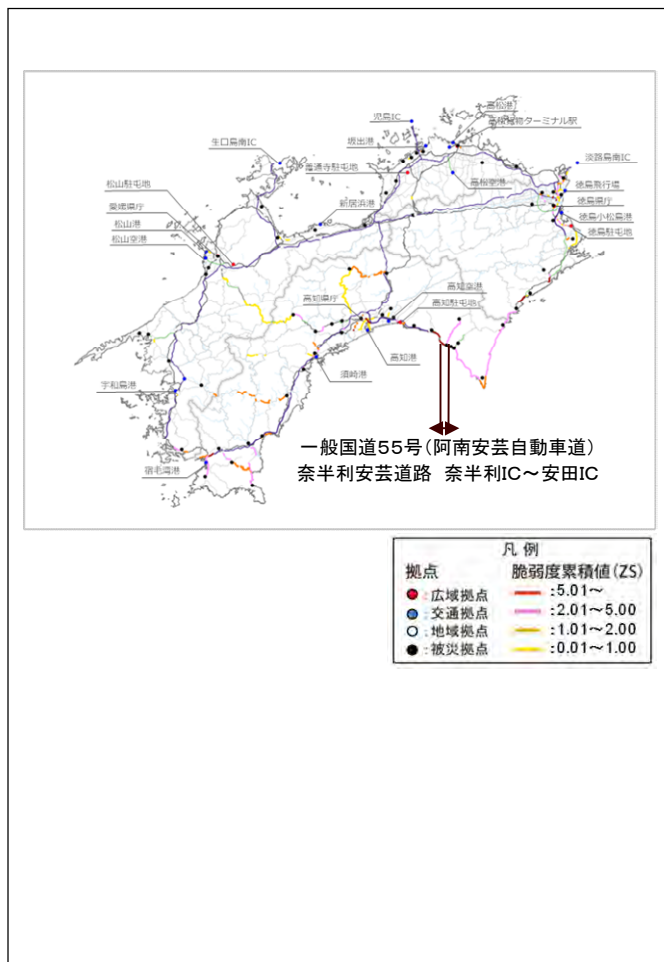 児島IC
高松港
高松貨物ターミナル駅
坂出港
生口島南IC
善通寺駐屯地
淡路島南IC
松山駐屯地
高松空港
徳島飛行場
愛媛県庁
新居浜港
徳島県庁
松山港
徳島小松島港
松山空港
徳島駐屯地
高知県庁
高知空港
高知駐屯地
高知港
須崎港
宇和島港
宿毛湾港
一般国道55号(阿南安芸自動車道)
奈半利安芸道路 奈半利IC～安田IC
凡 例
拠点 脆弱度累積値(ZS)
:広域拠点 :5.01～
:交通拠点 :2.01～5.00
:地域拠点 :1.01～2.00
:被災拠点 :0.01～1.00